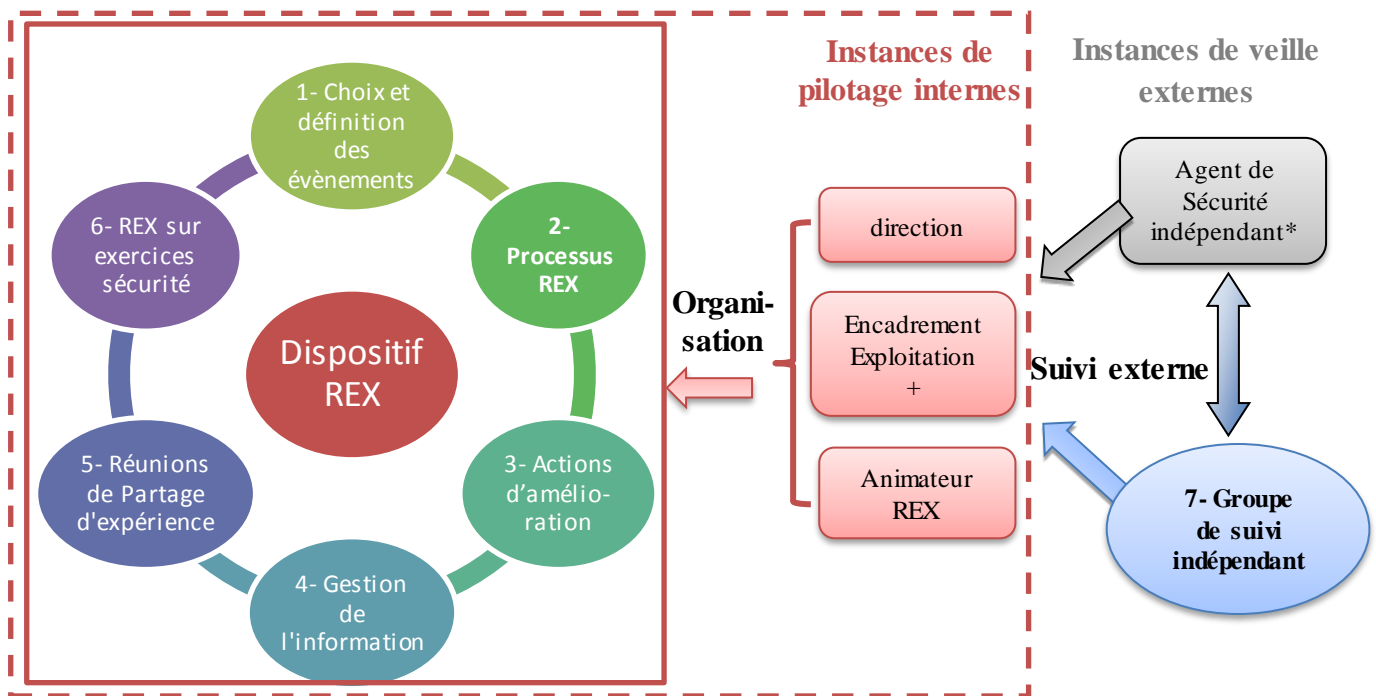 Instances de
pilotage internes
Instances de veille
externes
1- Choix et
définition
des
évènements
2-
Processus
REX
3- Actions
d'amélio-
ration
4- Gestion
de
l'information
5- Réunions
de Partage
d'expérience
6- REX sur
exercices
sécurité
Dispositif
REX
Organi-
sation
direction
Encadrement
Exploitation
+
Animateur
REX
Suivi externe
Agent de
Sécurité
indépendant*
7- Groupe
de suivi
indépendant